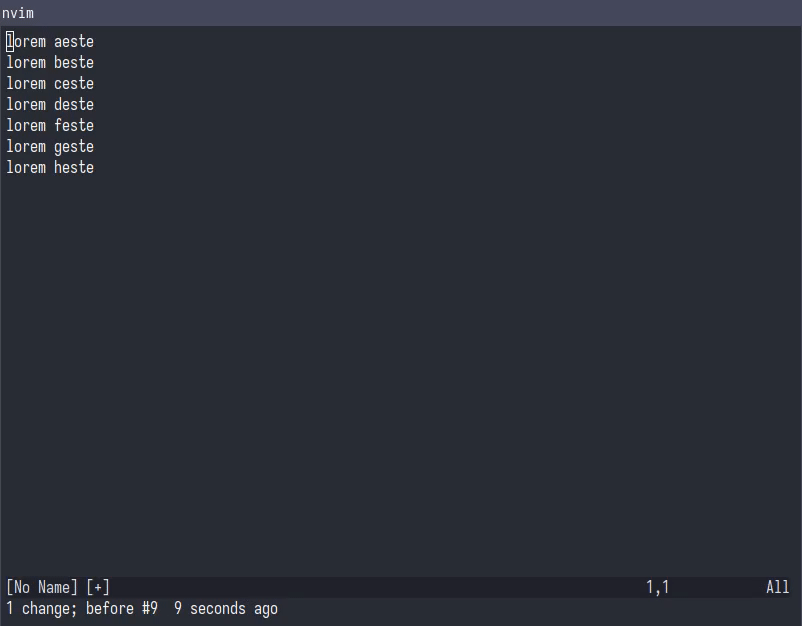 nvim
lorem aeste
lorem beste
lorem ceste
lorem deste
lorem feste
lorem geste
lorem heste
[No Name] [+] 1,1 All
1 change; before #9 9 seconds ago